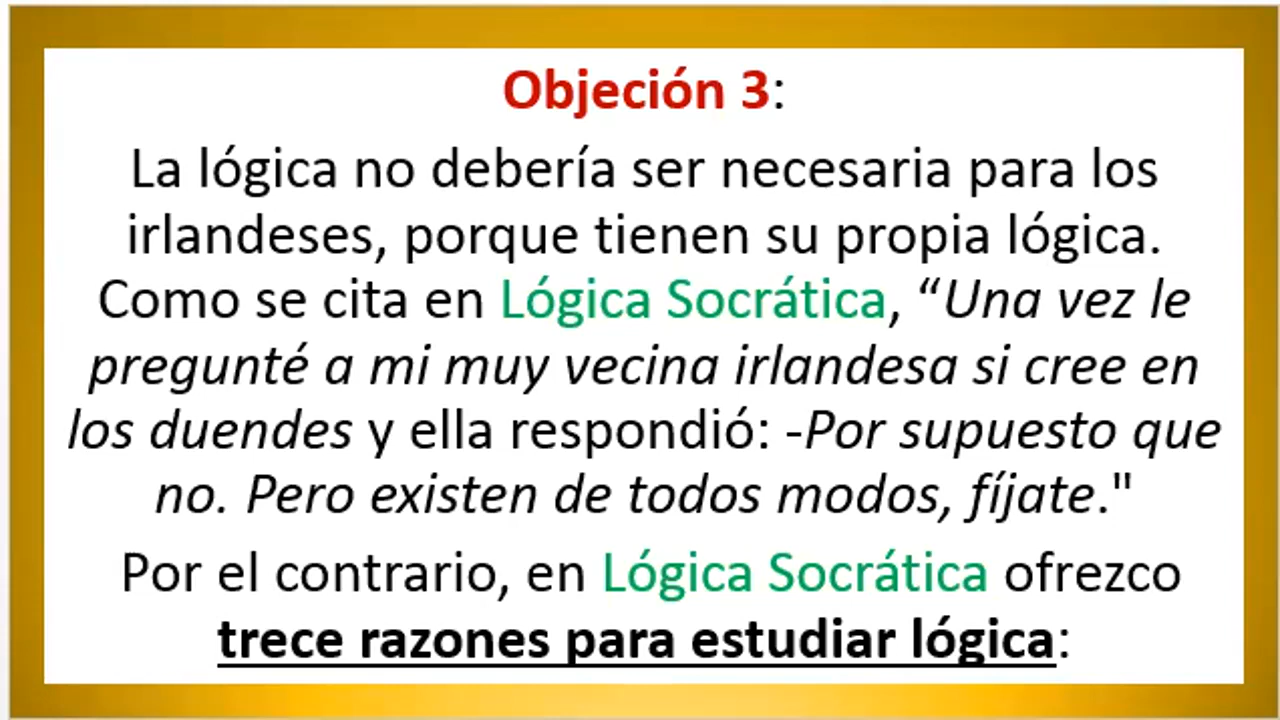 Objeción 3:
La lógica no debería ser necesaria para los
irlandeses, porque tienen su propia lógica.
Como se cita en Lógica Socrática, “Una vez le
pregunté a mi muy vecina irlandesa si cree en
los duendes y ella respondió: -Por supuesto que
no. Pero existen de todos modos, fíjate."
Por el contrario, en Lógica Socrática ofrezco
trece razones para estudiar lógica: